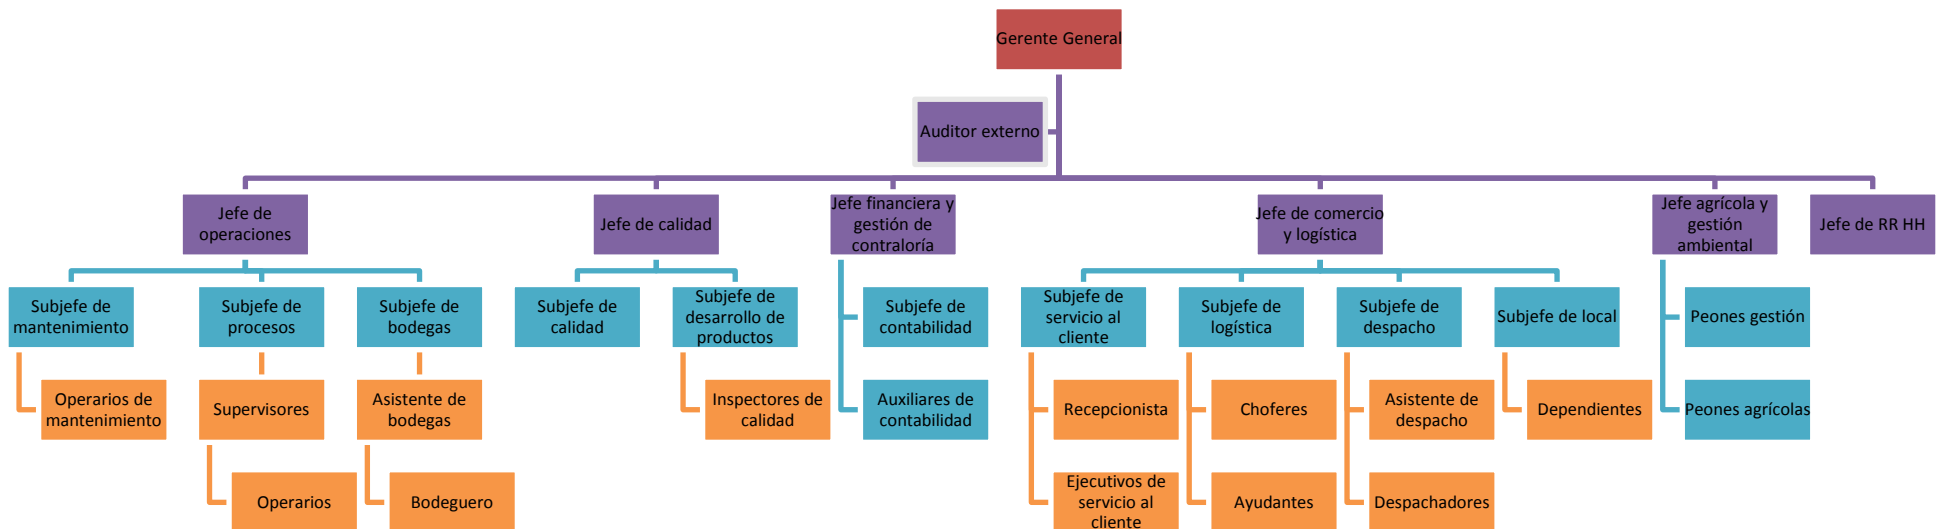 Gerente General
Auditor externo
Jefe de
operaciones
Jefe de calidad
Jefe financiera y
gestión de
contraloría
Jefe de comercio
y logística
Jefe agrícola y
gestión
ambiental
Jefe de RR HH
Subjefe de
mantenimiento
Subjefe de
procesos
Subjefe de
bodegas
Subjefe de
calidad
Subjefe de
desarrollo de
productos
Subjefe de
contabilidad
Subjefe de
servicio al
cliente
Subjefe de
logística
Subjefe de
despacho
Subjefe de local
Peones gestión
Operarios de
mantenimiento
Supervisores
Asistente de
bodegas
Inspectores de
calidad
Auxiliares de
contabilidad
Recepcionista
Choferes
Asistente de
despacho
Dependientes
Peones agrícolas
Operarios
Bodeguero
Ejecutivos de
servicio al
cliente
Ayudantes
Despachadores